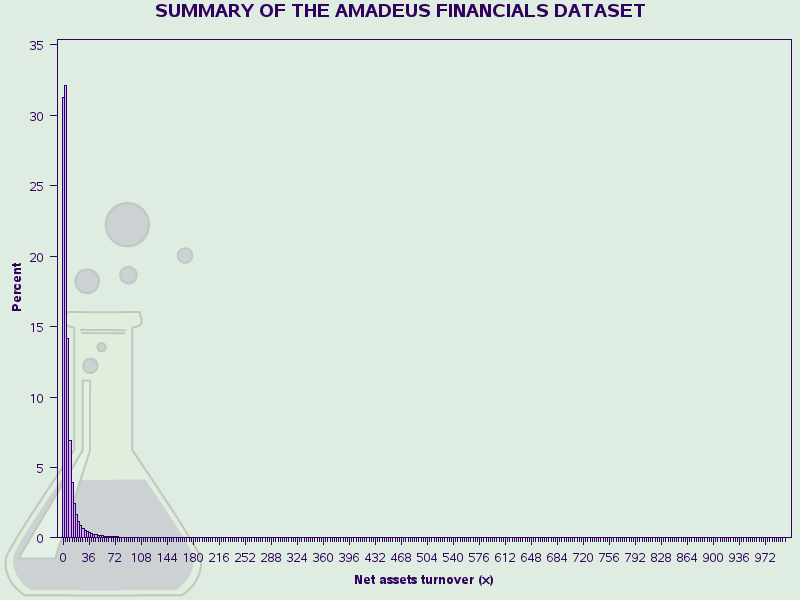 SUMMARY OF THE AMADEUS FINANCIALS DATASET
35
30
25
20
15
10
5
0
Percent
0 36 72 108 144 180 216 252 288 324 360 396 432 468 504 540 576 612 648 684 720 756 792 828 864 900 936 972
Net assets turnover (x)